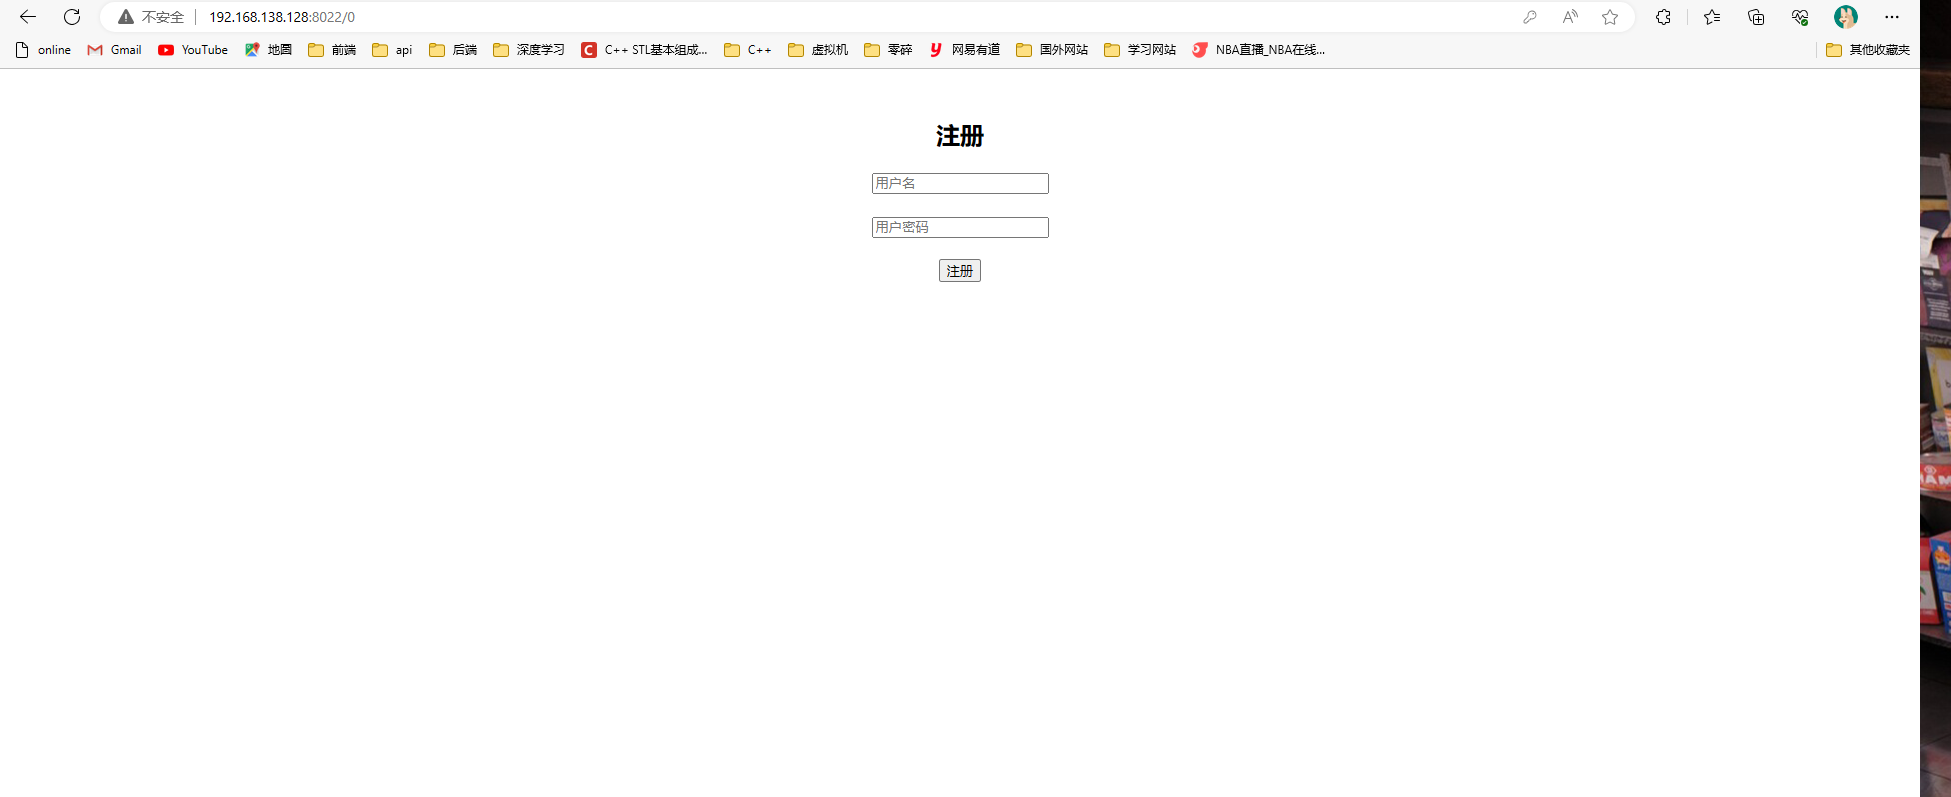 不安全 192.168.138.128:8022/0
online Gmail YouTube 地图 前端 api 后端 深度学习 C++ STL基本组成... C++ 虚拟机 零碎 网易有道 国外网站 学习网站 NBA直播_NBA在线... 其他收藏夹
注册
用户名
用户密码
注册